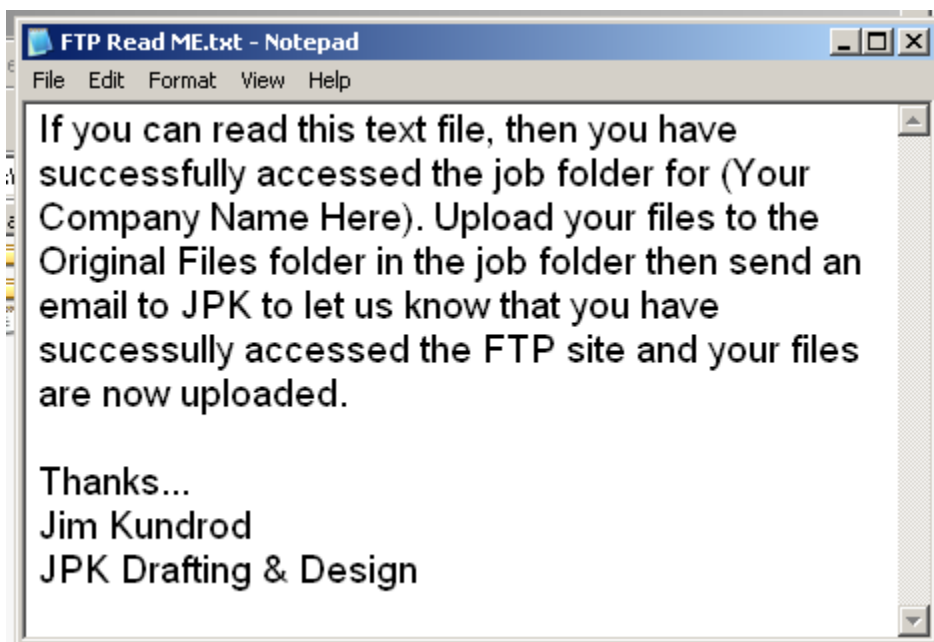 FTP Read ME.txt - Notepad
File Edit Format View Help
If you can read this text file, then you have
successfully accessed the job folder for (Your
Company Name Here). Upload your files to the
Original Files folder in the job folder then send an
email to JPK to let us know that you have
successully accessed the FTP site and your files
are now uploaded.
Thanks...
Jim Kundrod
JPK Drafting & Design